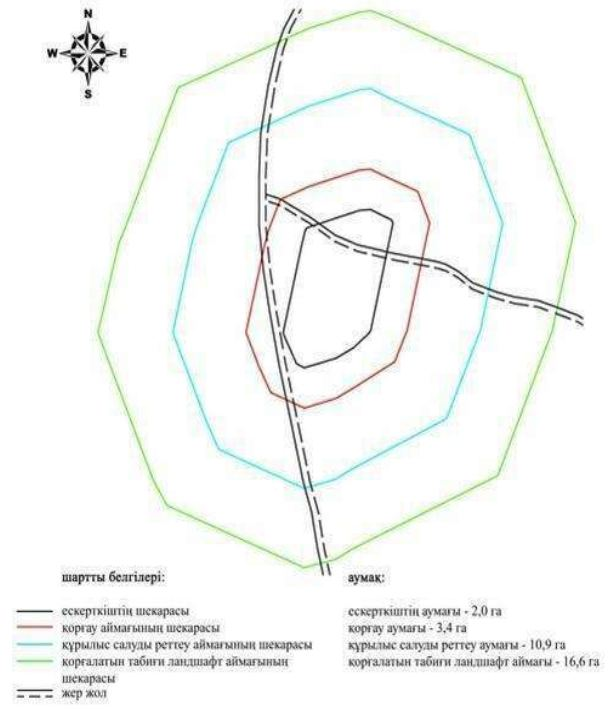 N
W E
S
шартты белгілері:
ескерткіштің шекарасы
қорғау аймағының шекарасы
құрылыс салуды реттеу аймағының шекарасы
қорғалатын табиғи ландшафт аймағының
шекарасы
жер жол
аумақ:
ескерткіштің аумағы - 2,0 га
қорғау аумағы - 3,4 га
құрылыс салуды реттеу аумағы - 10,9 га
қорғалатын табиғи ландшафт аймағы - 16,6 га